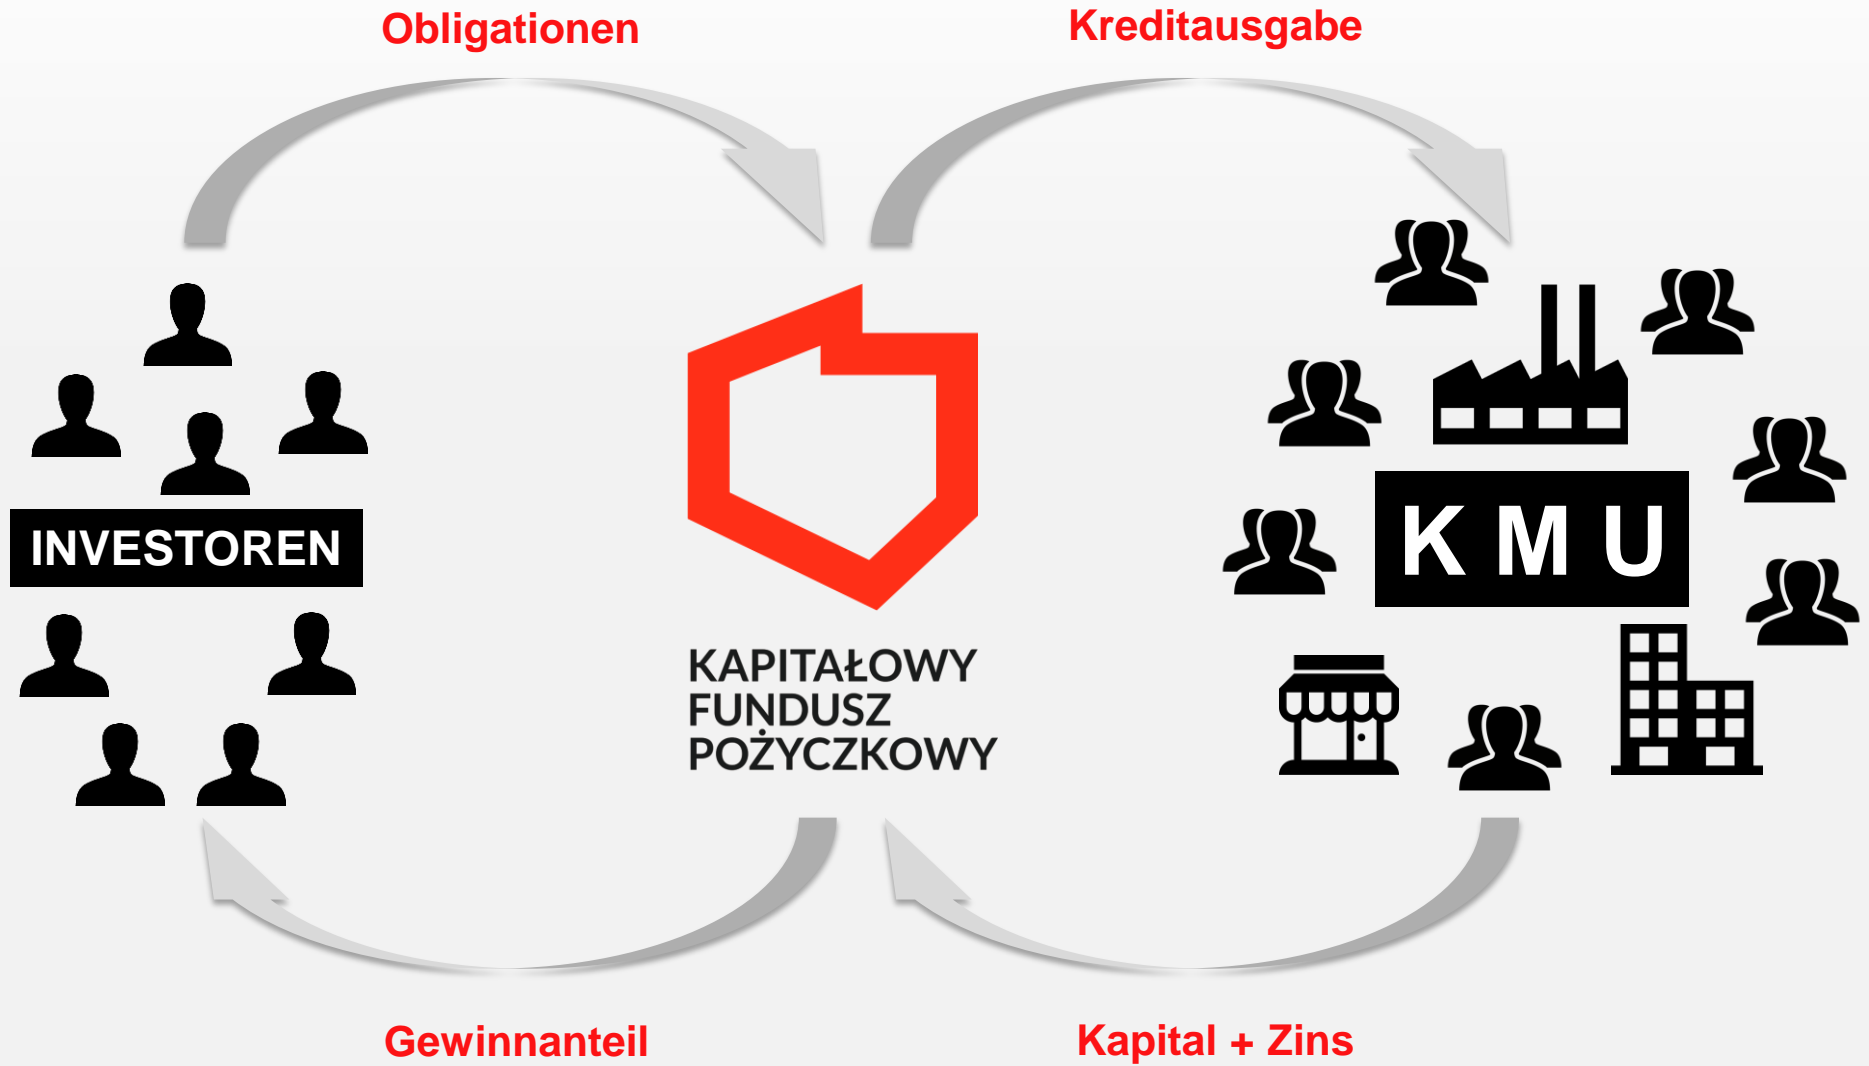 Obligationen
Kreditausgabe
INVESTOREN
K M U
KAPITAŁOWY
FUNDUSZ
POŻYCZKOWY
Gewinnanteil
Kapital + Zins